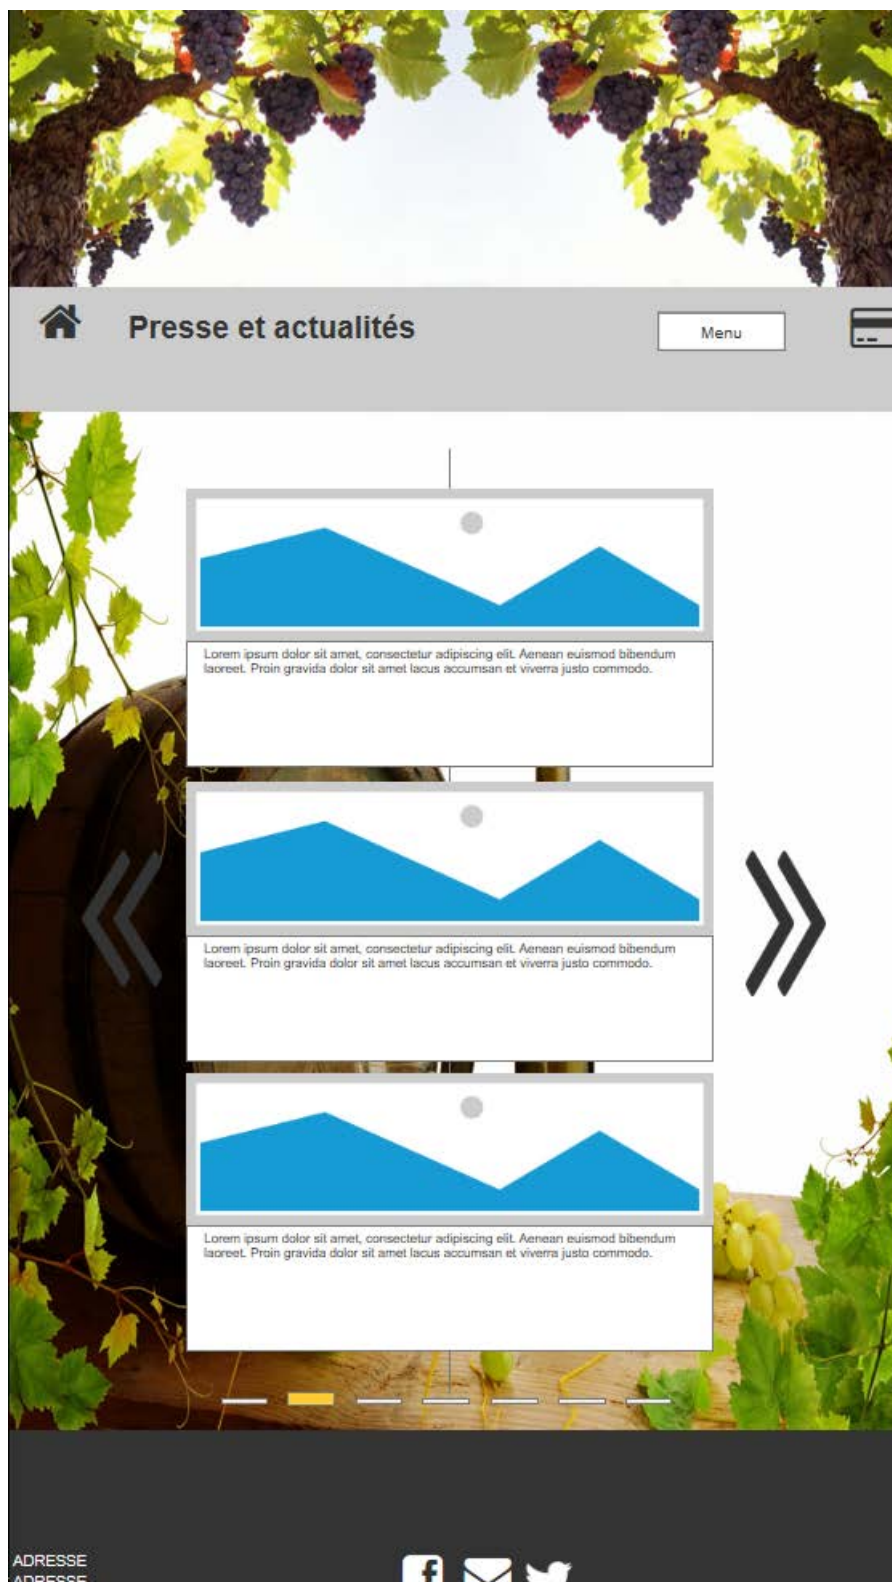 Presse et actualités
Menu
Lorem ipsum dolor sit amet, consectetur adipiscing elit. Aenean euismod bibendum
laoreet. Proin gravida dolor sit amet lacus accumsan et viverra justo commodo.
Lorem ipsum dolor sit amet, consectetur adipiscing elit. Aenean euismod bibendum
laoreet. Proin gravida dolor sit amet lacus accumsan et viverra justo commodo.
Lorem ipsum dolor sit amet, consectetur adipiscing elit. Aenean euismod bibendum
laoreet. Proin gravida dolor sit amet lacus accumsan et viverra justo commodo.
ADRESSE
ADRESSE